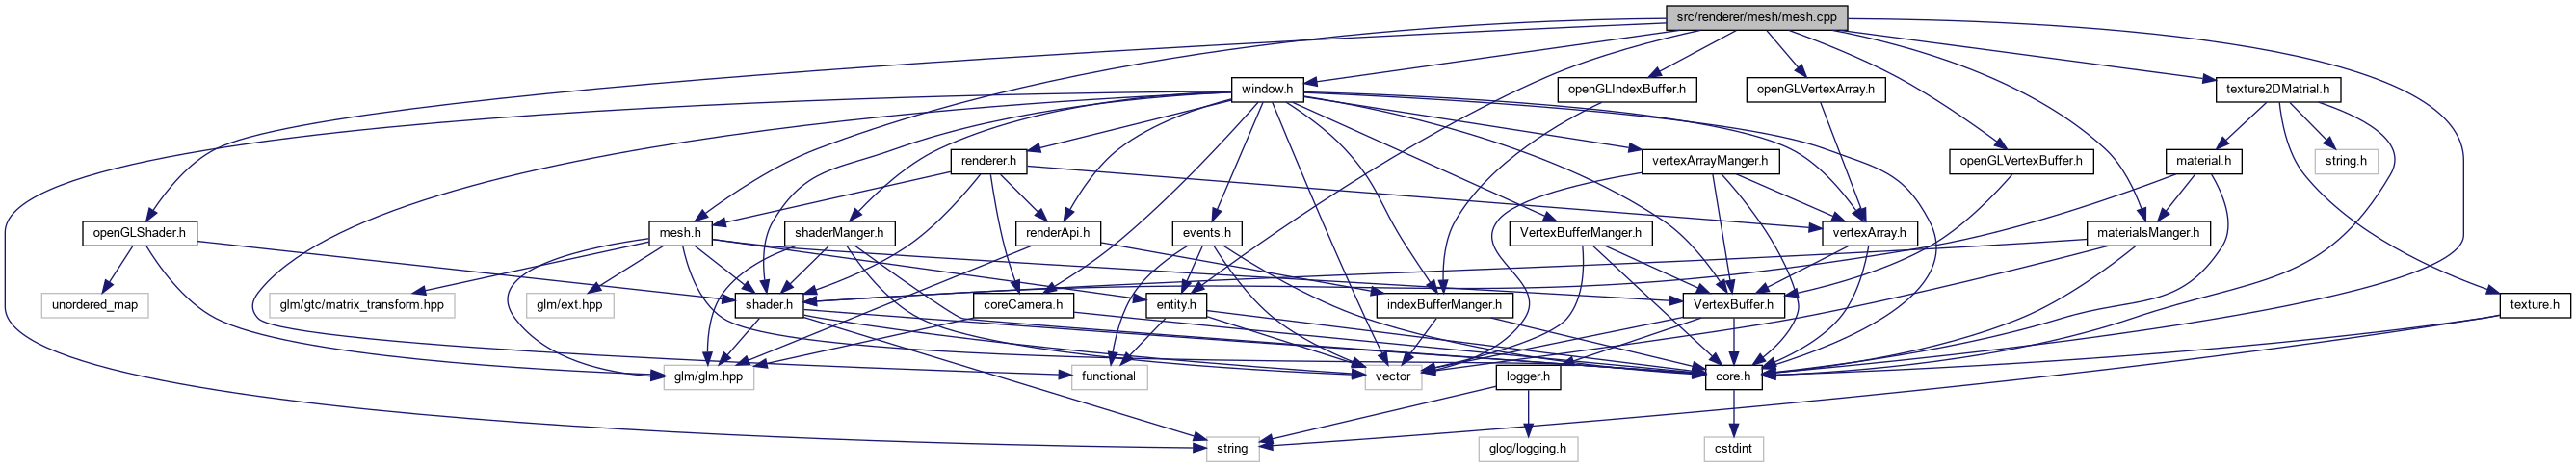 src/renderer/mesh/mesh.cpp
window.h
openGLIndexBuffer.h
openGLVertexArray.h
texture2DMatrial.h
renderer.h
vertexArrayManger.h
openGLVertexBuffer.h
material.h
string.h
openGLShader.h
mesh.h
shaderManger.h
renderApi.h
events.h
VertexBufferManger.h
vertexArray.h
materialsManger.h
unordered_map
glm/gtc/matrix_transform.hpp
glm/ext.hpp
shader.h
coreCamera.h
entity.h
indexBufferManger.h
VertexBuffer.h
texture.h
glm/glm.hpp
functional
vector
logger.h
core.h
string
glog/logging.h
cstdint